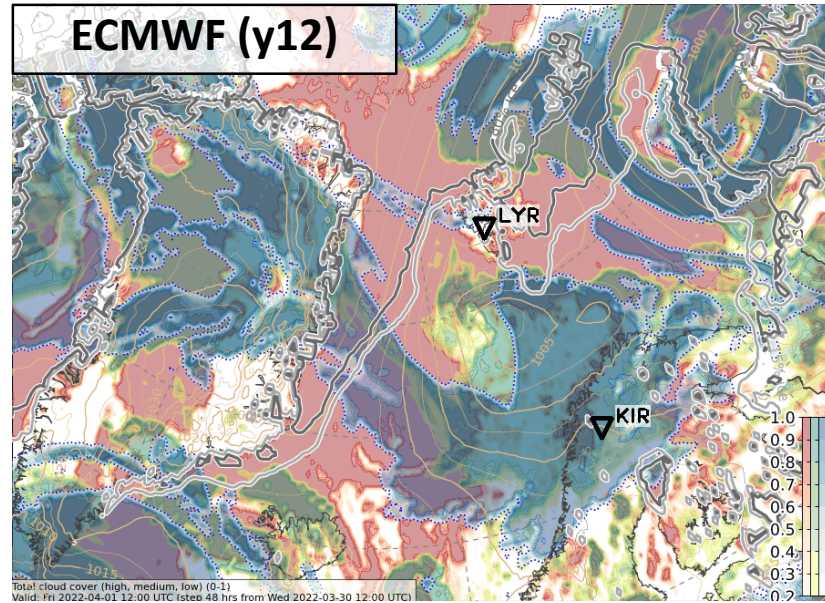 ECMWF (y12)
1000
LYR
1005
KIR
1.0
0.9
0.8
0.7
0.6
0.5
0.4
0.3
0.2
1015
Total cloud cover (high, medium, low) (0-1)
Valid: Fri 2022-04-01 12:00 UTC (step 48 hrs from Wed 2022-03-30 12:00 UTC)